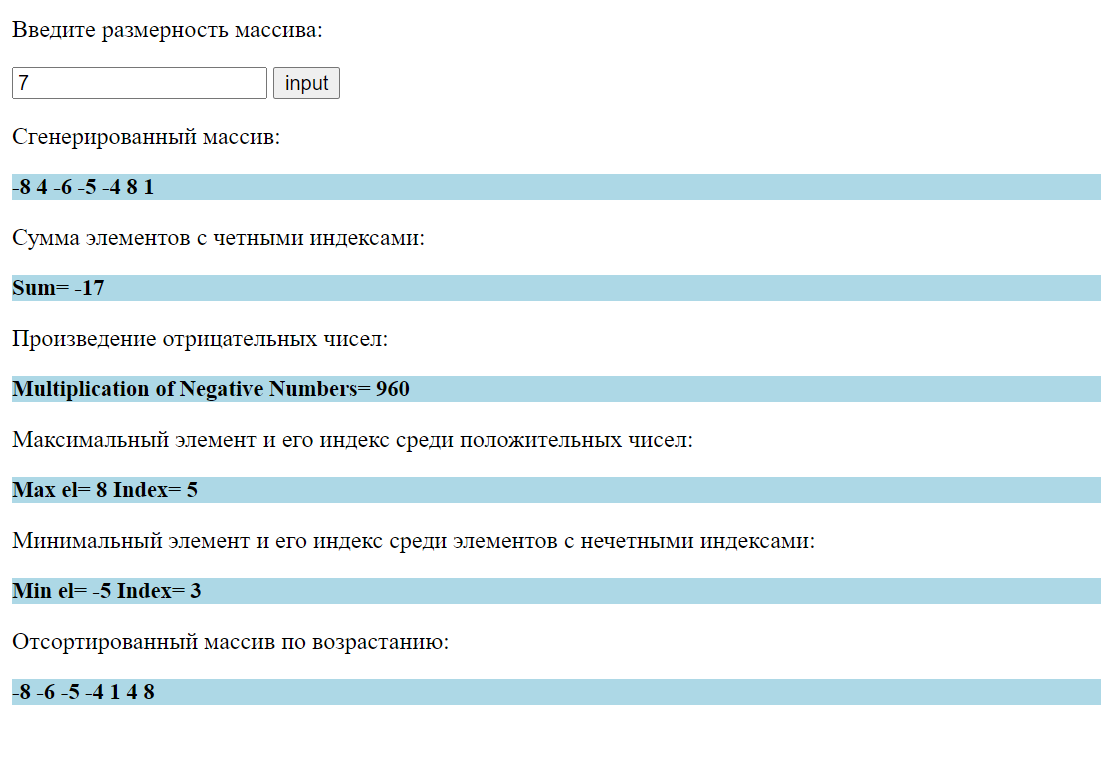 Введите размерность массива:
7 input
Сгенерированный массив:
-8 4 -6 -5 -4 8 1
Сумма элементов с четными индексами:
Sum= -17
Произведение отрицательных чисел:
Multiplication of Negative Numbers= 960
Максимальный элемент и его индекс среди положительных чисел:
Max el= 8 Index= 5
Минимальный элемент и его индекс среди элементов с нечетными индексами:
Min el= -5 Index= 3
Отсортированный массив по возрастанию:
-8 -6 -5 -4 1 4 8